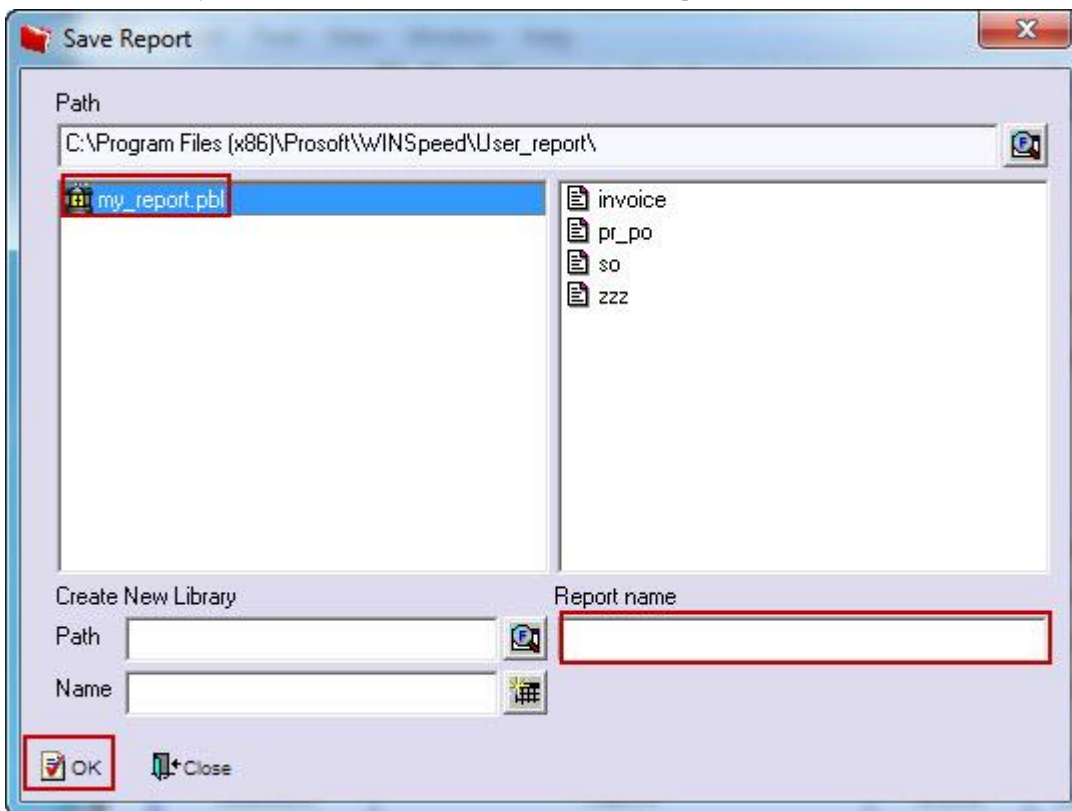 Save Report
Path
C:\Program Files (x86)\Prosoft\WINSpeed\User_report\
my_report.pbl
invoice
pr_po
so
zzz
Create New Library
Report name
Path
Name
OK
Close